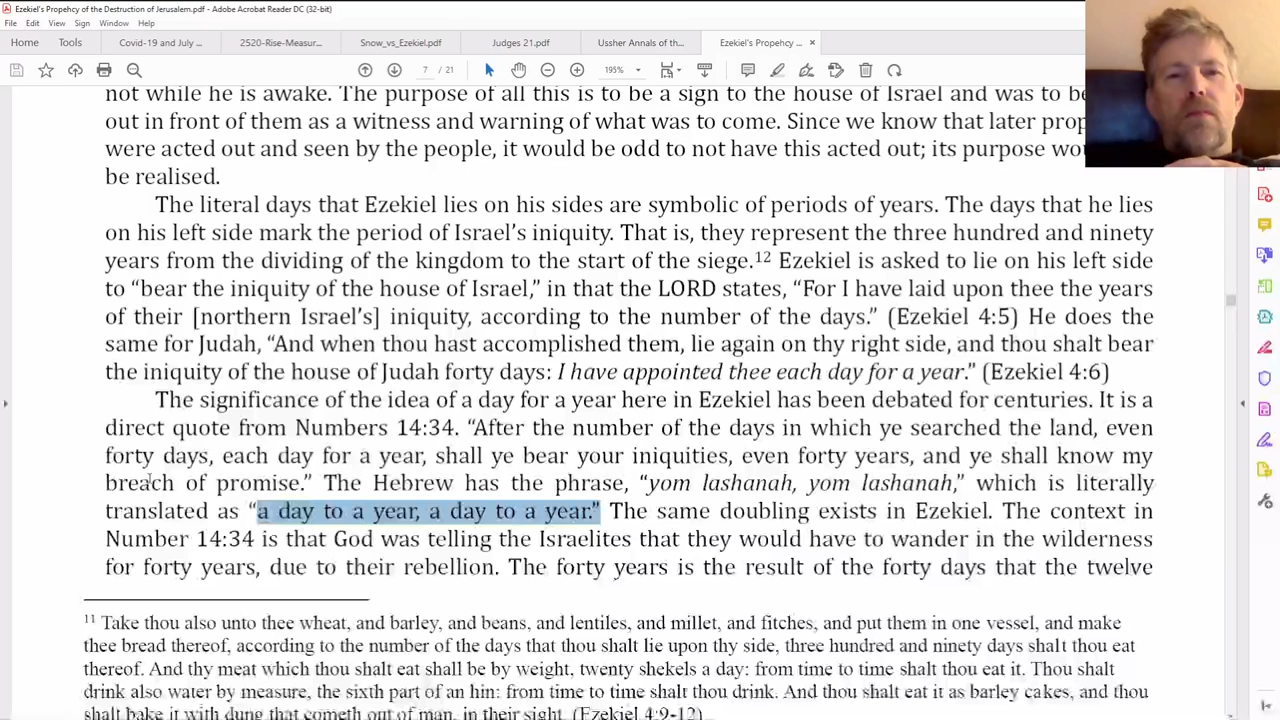 Ezekiel's Propehcy of the Destruction of Jerusalem.pdf - Adobe Acrobat Reader DC (32-bit)
File Edit View Sign Window Help
Home Tools Covid-19 and July ... 2520-Rise-Measur... Snow_vs_Ezekiel.pdf Judges 21.pdf Ussher Annals of th... Ezekiel's Propehcy ... ×
7 / 21 195%
not while he is awake. The purpose of all this is to be a sign to the house of Israel and was to be
out in front of them as a witness and warning of what was to come. Since we know that later
were acted out and seen by the people, it would be odd to not have this acted out; its purpose
be realised.
The literal days that Ezekiel lies on his sides are symbolic of periods of years. The days that he lies
on his left side mark the period of Israel’s iniquity. That is, they represent the three hundred and ninety
years from the dividing of the kingdom to the start of the siege.12 Ezekiel is asked to lie on his left side
to “bear the iniquity of the house of Israel,” in that the LORD states, “For I have laid upon thee the years
of their [northern Israel’s] iniquity, according to the number of the days.” (Ezekiel 4:5) He does the
same for Judah, “And when thou hast accomplished them, lie again on thy right side, and thou shalt bear
the iniquity of the house of Judah forty days: I have appointed thee each day for a year.” (Ezekiel 4:6)
The significance of the idea of a day for a year here in Ezekiel has been debated for centuries. It is a
direct quote from Numbers 14:34. “After the number of the days in which ye searched the land, even
forty days, each day for a year, shall ye bear your iniquities, even forty years, and ye shall know my
breach of promise.” The Hebrew has the phrase, “yom lashanah, yom lashanah,” which is literally
translated as “a day to a year, a day to a year.” The same doubling exists in Ezekiel. The context in
Number 14:34 is that God was telling the Israelites that they would have to wander in the wilderness
for forty years, due to their rebellion. The forty years is the result of the forty days that the twelve
11 Take thou also unto thee wheat, and barley, and beans, and lentiles, and millet, and fitches, and put them in one vessel, and make
thee bread thereof, according to the number of the days that thou shalt lie upon thy side, three hundred and ninety days shalt thou eat
thereof. And thy meat which thou shalt eat shall be by weight, twenty shekels a day: from time to time shalt thou eat it. Thou shalt
drink also water by measure, the sixth part of an hin: from time to time shalt thou drink. And thou shalt eat it as barley cakes, and thou
shalt bake it with dung that cometh out of man, in their sight. (Ezekiel 4:9-12)